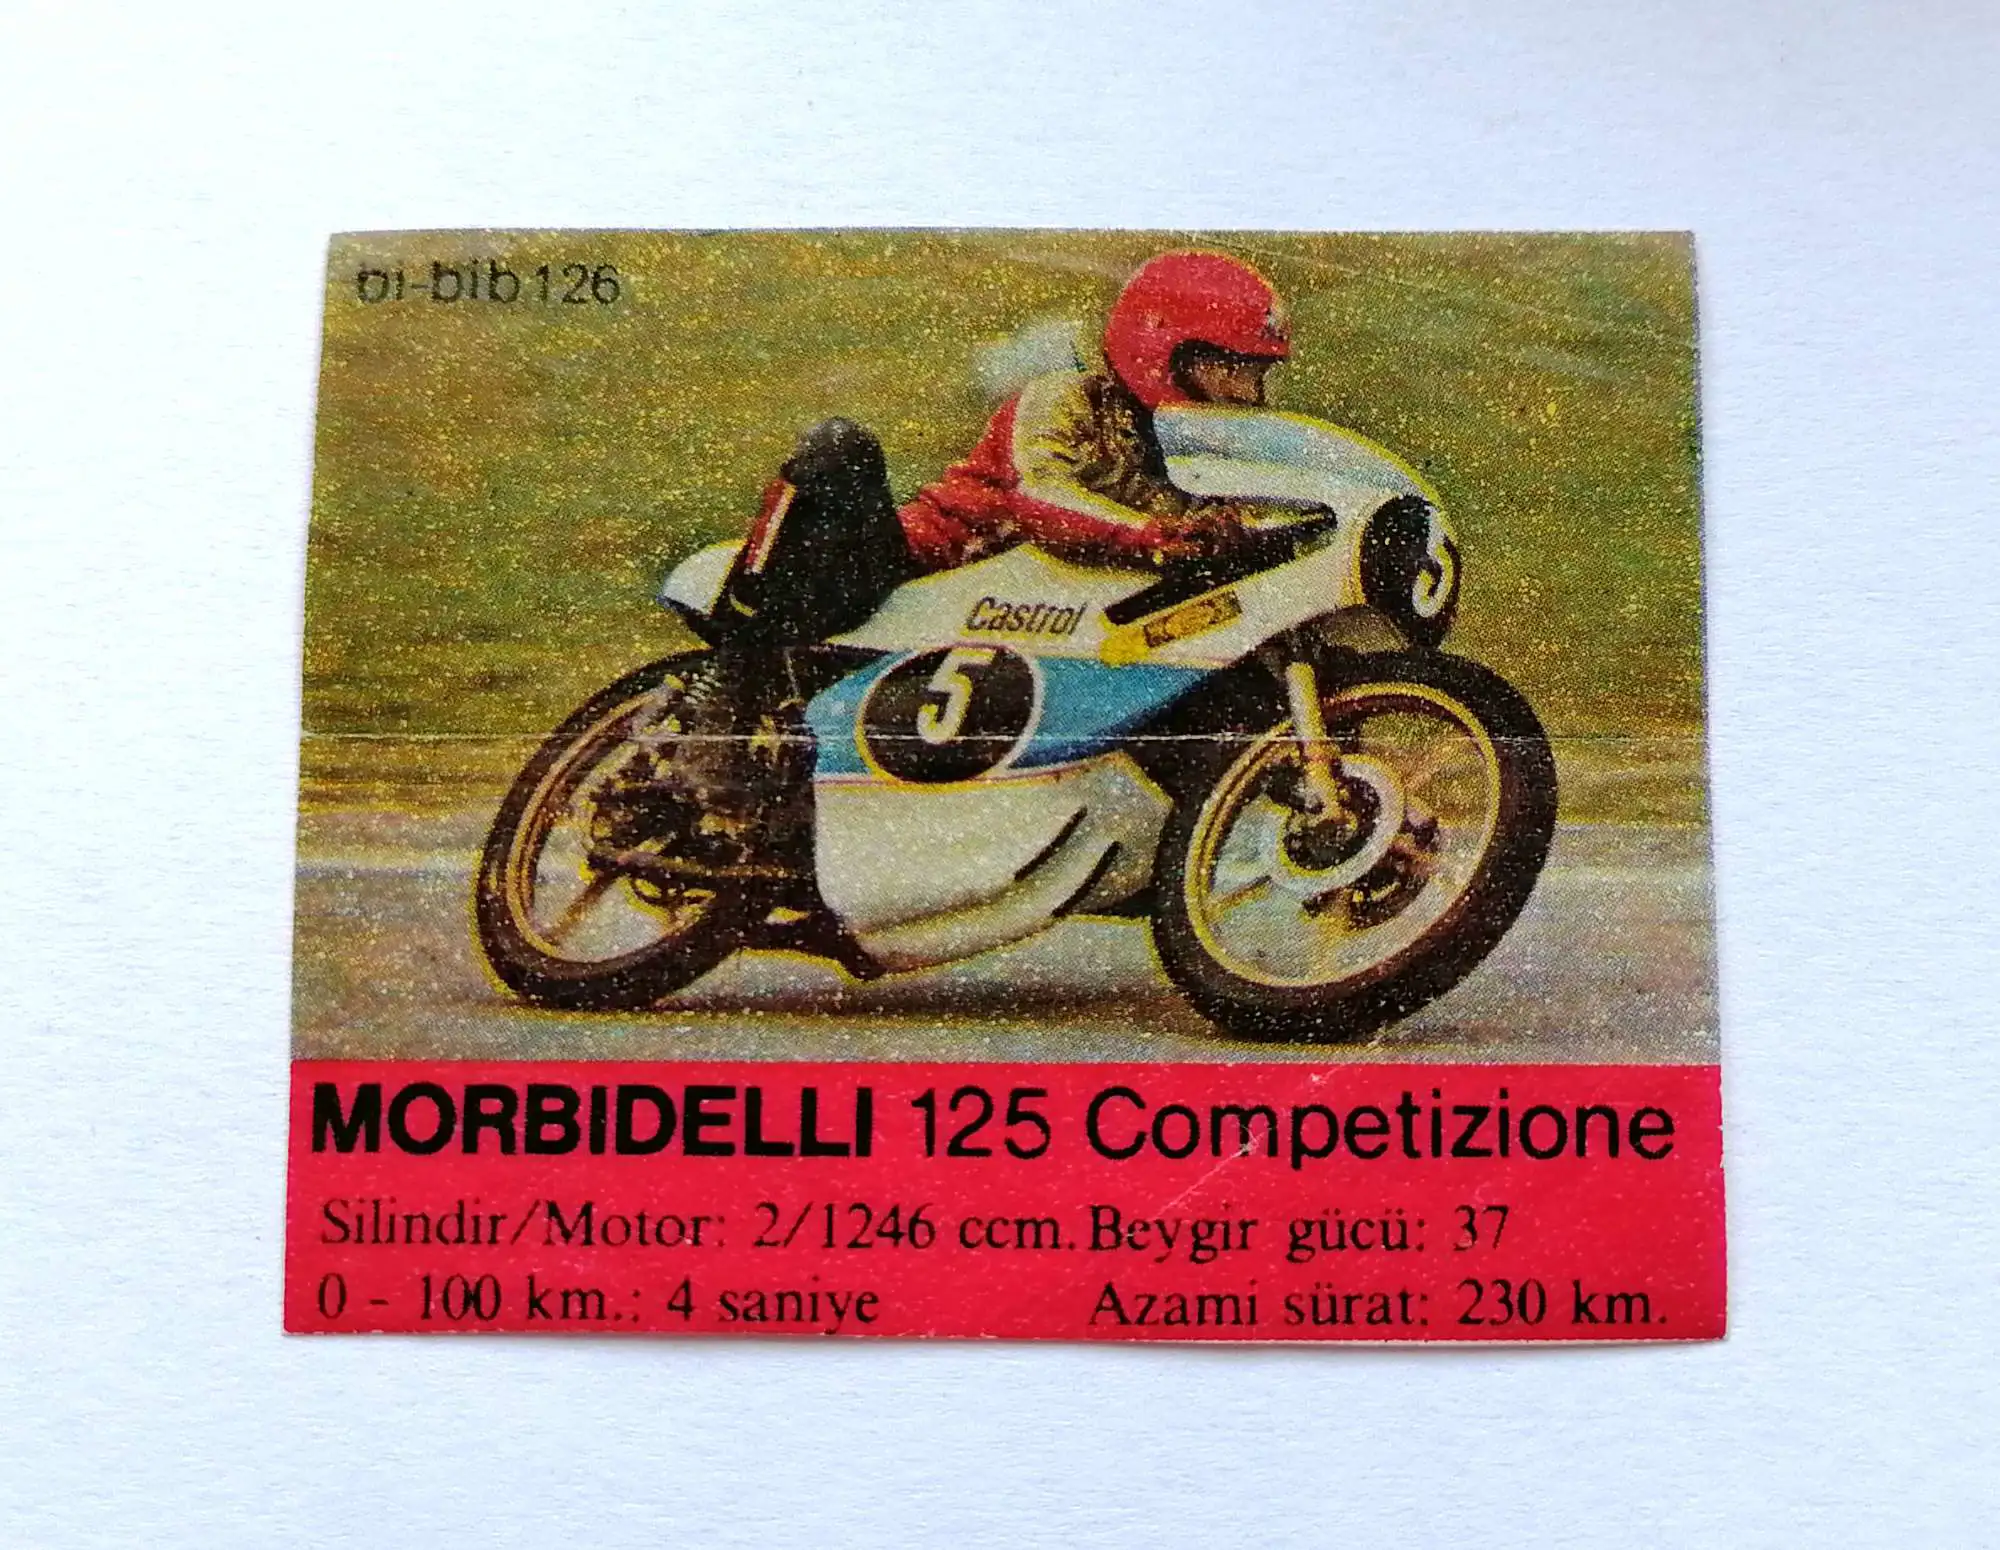 bi-bib 126
5
Castrol
5
MORBIDELLI 125 Competizione
Silindir/Motor: 2/1246 ccm. Beygir gücü: 37
0 - 100 km.: 4 saniye Azami sürat: 230 km.